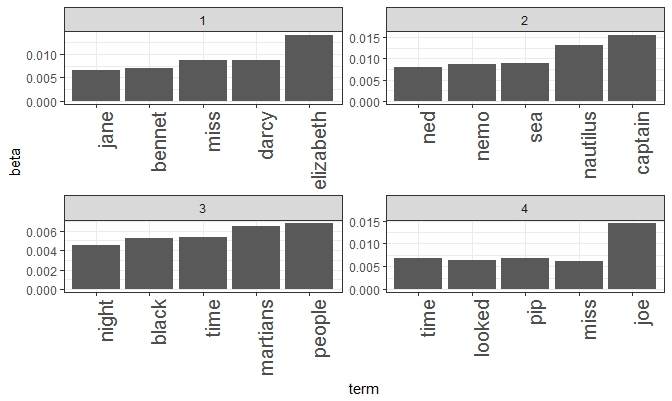 1
2
0.010
0.005
0.000
0.015
0.010
0.005
0.000
jane
bennet
miss
darcy
elizabeth
ned
nemo
sea
nautilus
captain
beta
3
4
0.006
0.004
0.002
0.000
0.015
0.010
0.005
0.000
night
black
time
martians
people
time
looked
pip
miss
joe
term